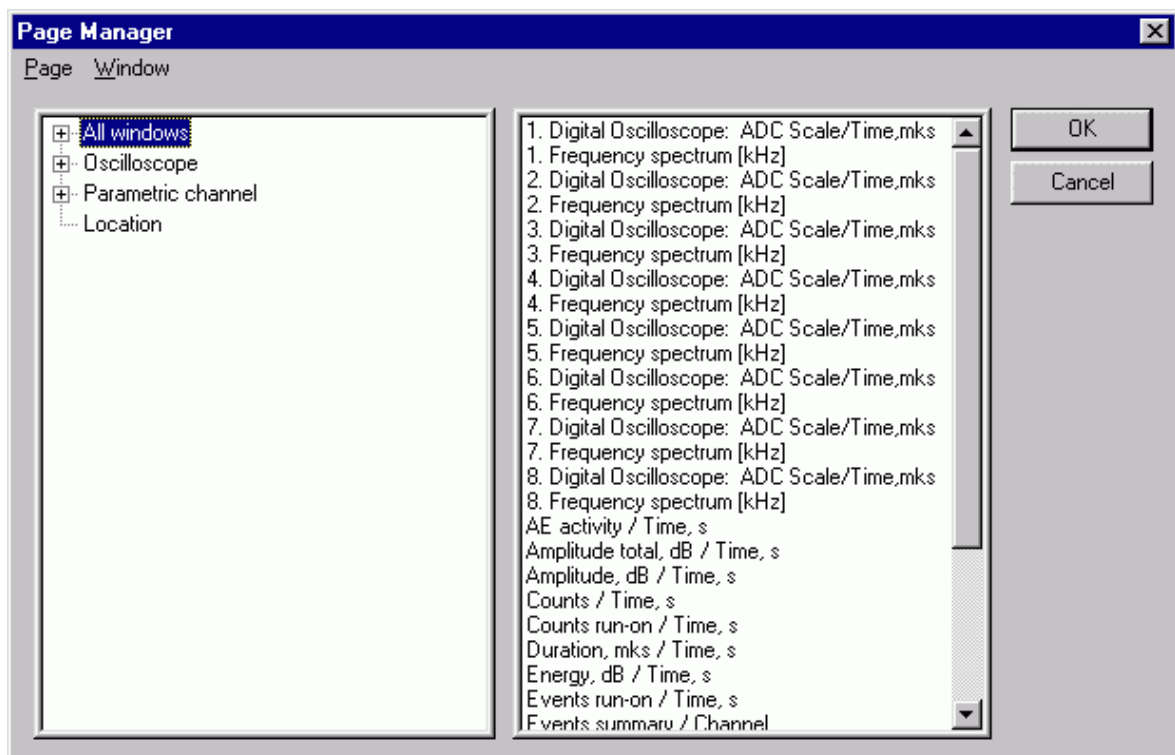 Page Manager
Page Window
All windows
Oscilloscope
Parametric channel
Location
1. Digital Oscilloscope: ADC Scale/Time,mks
1. Frequency spectrum [kHz]
2. Digital Oscilloscope: ADC Scale/Time,mks
2. Frequency spectrum [kHz]
3. Digital Oscilloscope: ADC Scale/Time,mks
3. Frequency spectrum [kHz]
4. Digital Oscilloscope: ADC Scale/Time,mks
4. Frequency spectrum [kHz]
5. Digital Oscilloscope: ADC Scale/Time,mks
5. Frequency spectrum [kHz]
6. Digital Oscilloscope: ADC Scale/Time,mks
6. Frequency spectrum [kHz]
7. Digital Oscilloscope: ADC Scale/Time,mks
7. Frequency spectrum [kHz]
8. Digital Oscilloscope: ADC Scale/Time,mks
8. Frequency spectrum [kHz]
AE activity / Time, s
Amplitude total, dB / Time, s
Amplitude, dB / Time, s
Counts / Time, s
Counts run-on / Time, s
Duration, mks / Time, s
Energy, dB / Time, s
Events run-on / Time, s
Events summary / Channel
OK
Cancel